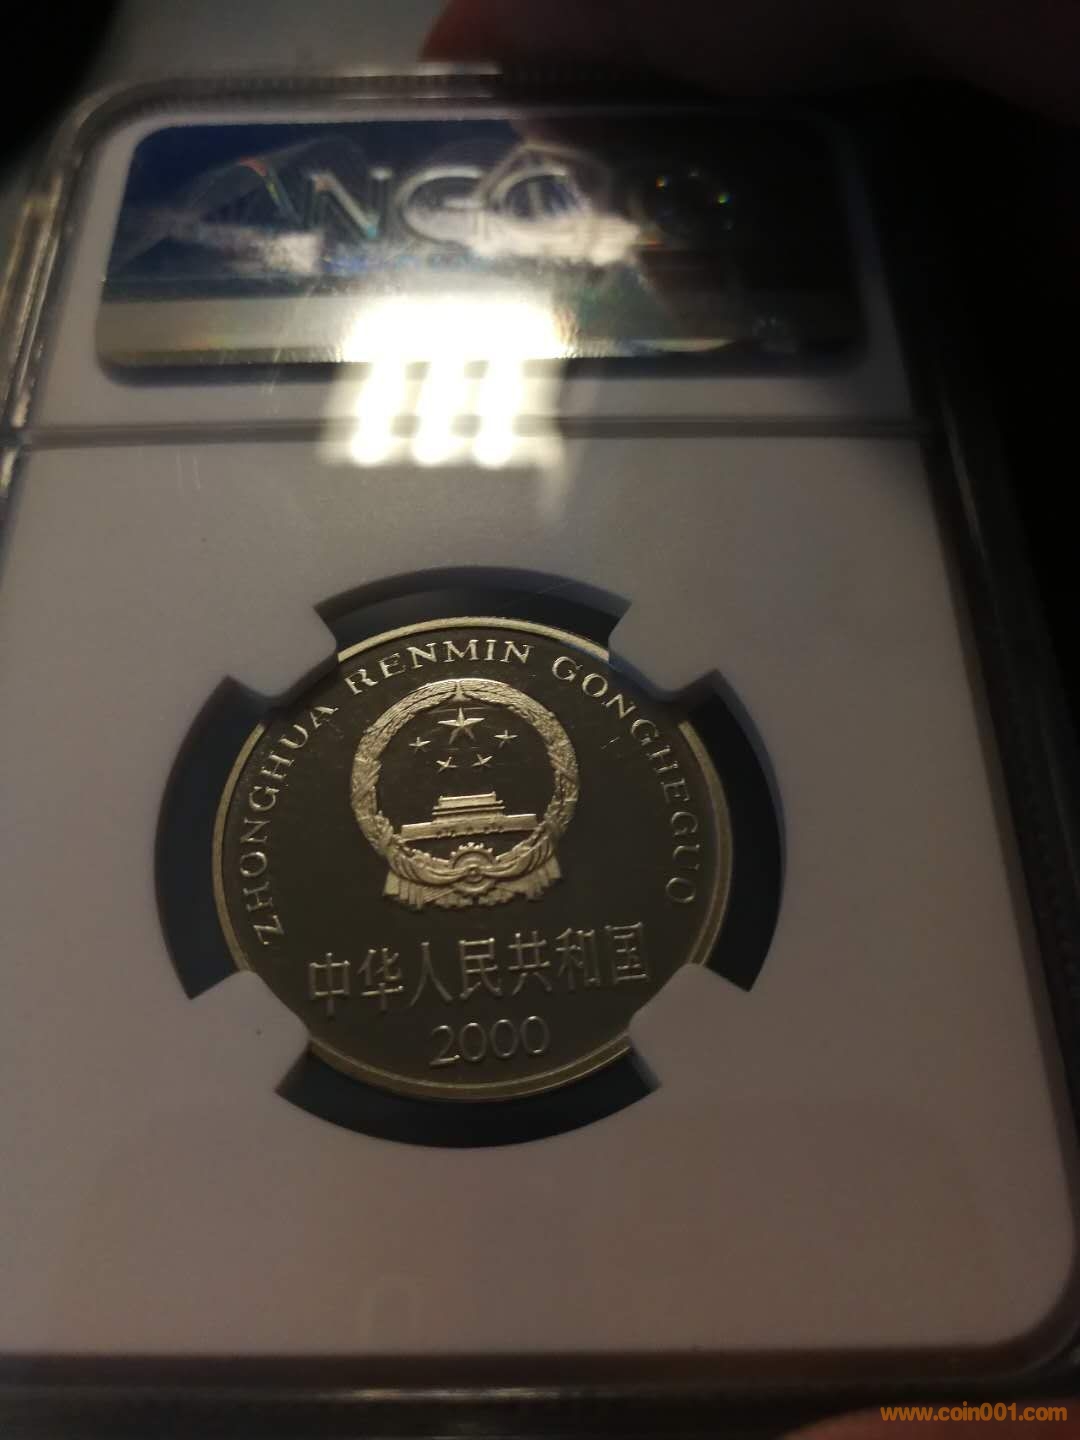 NGC
ZHONGHUA RENMIN GONGHEGUO
中华人民共和国
2000
www.coin001.com